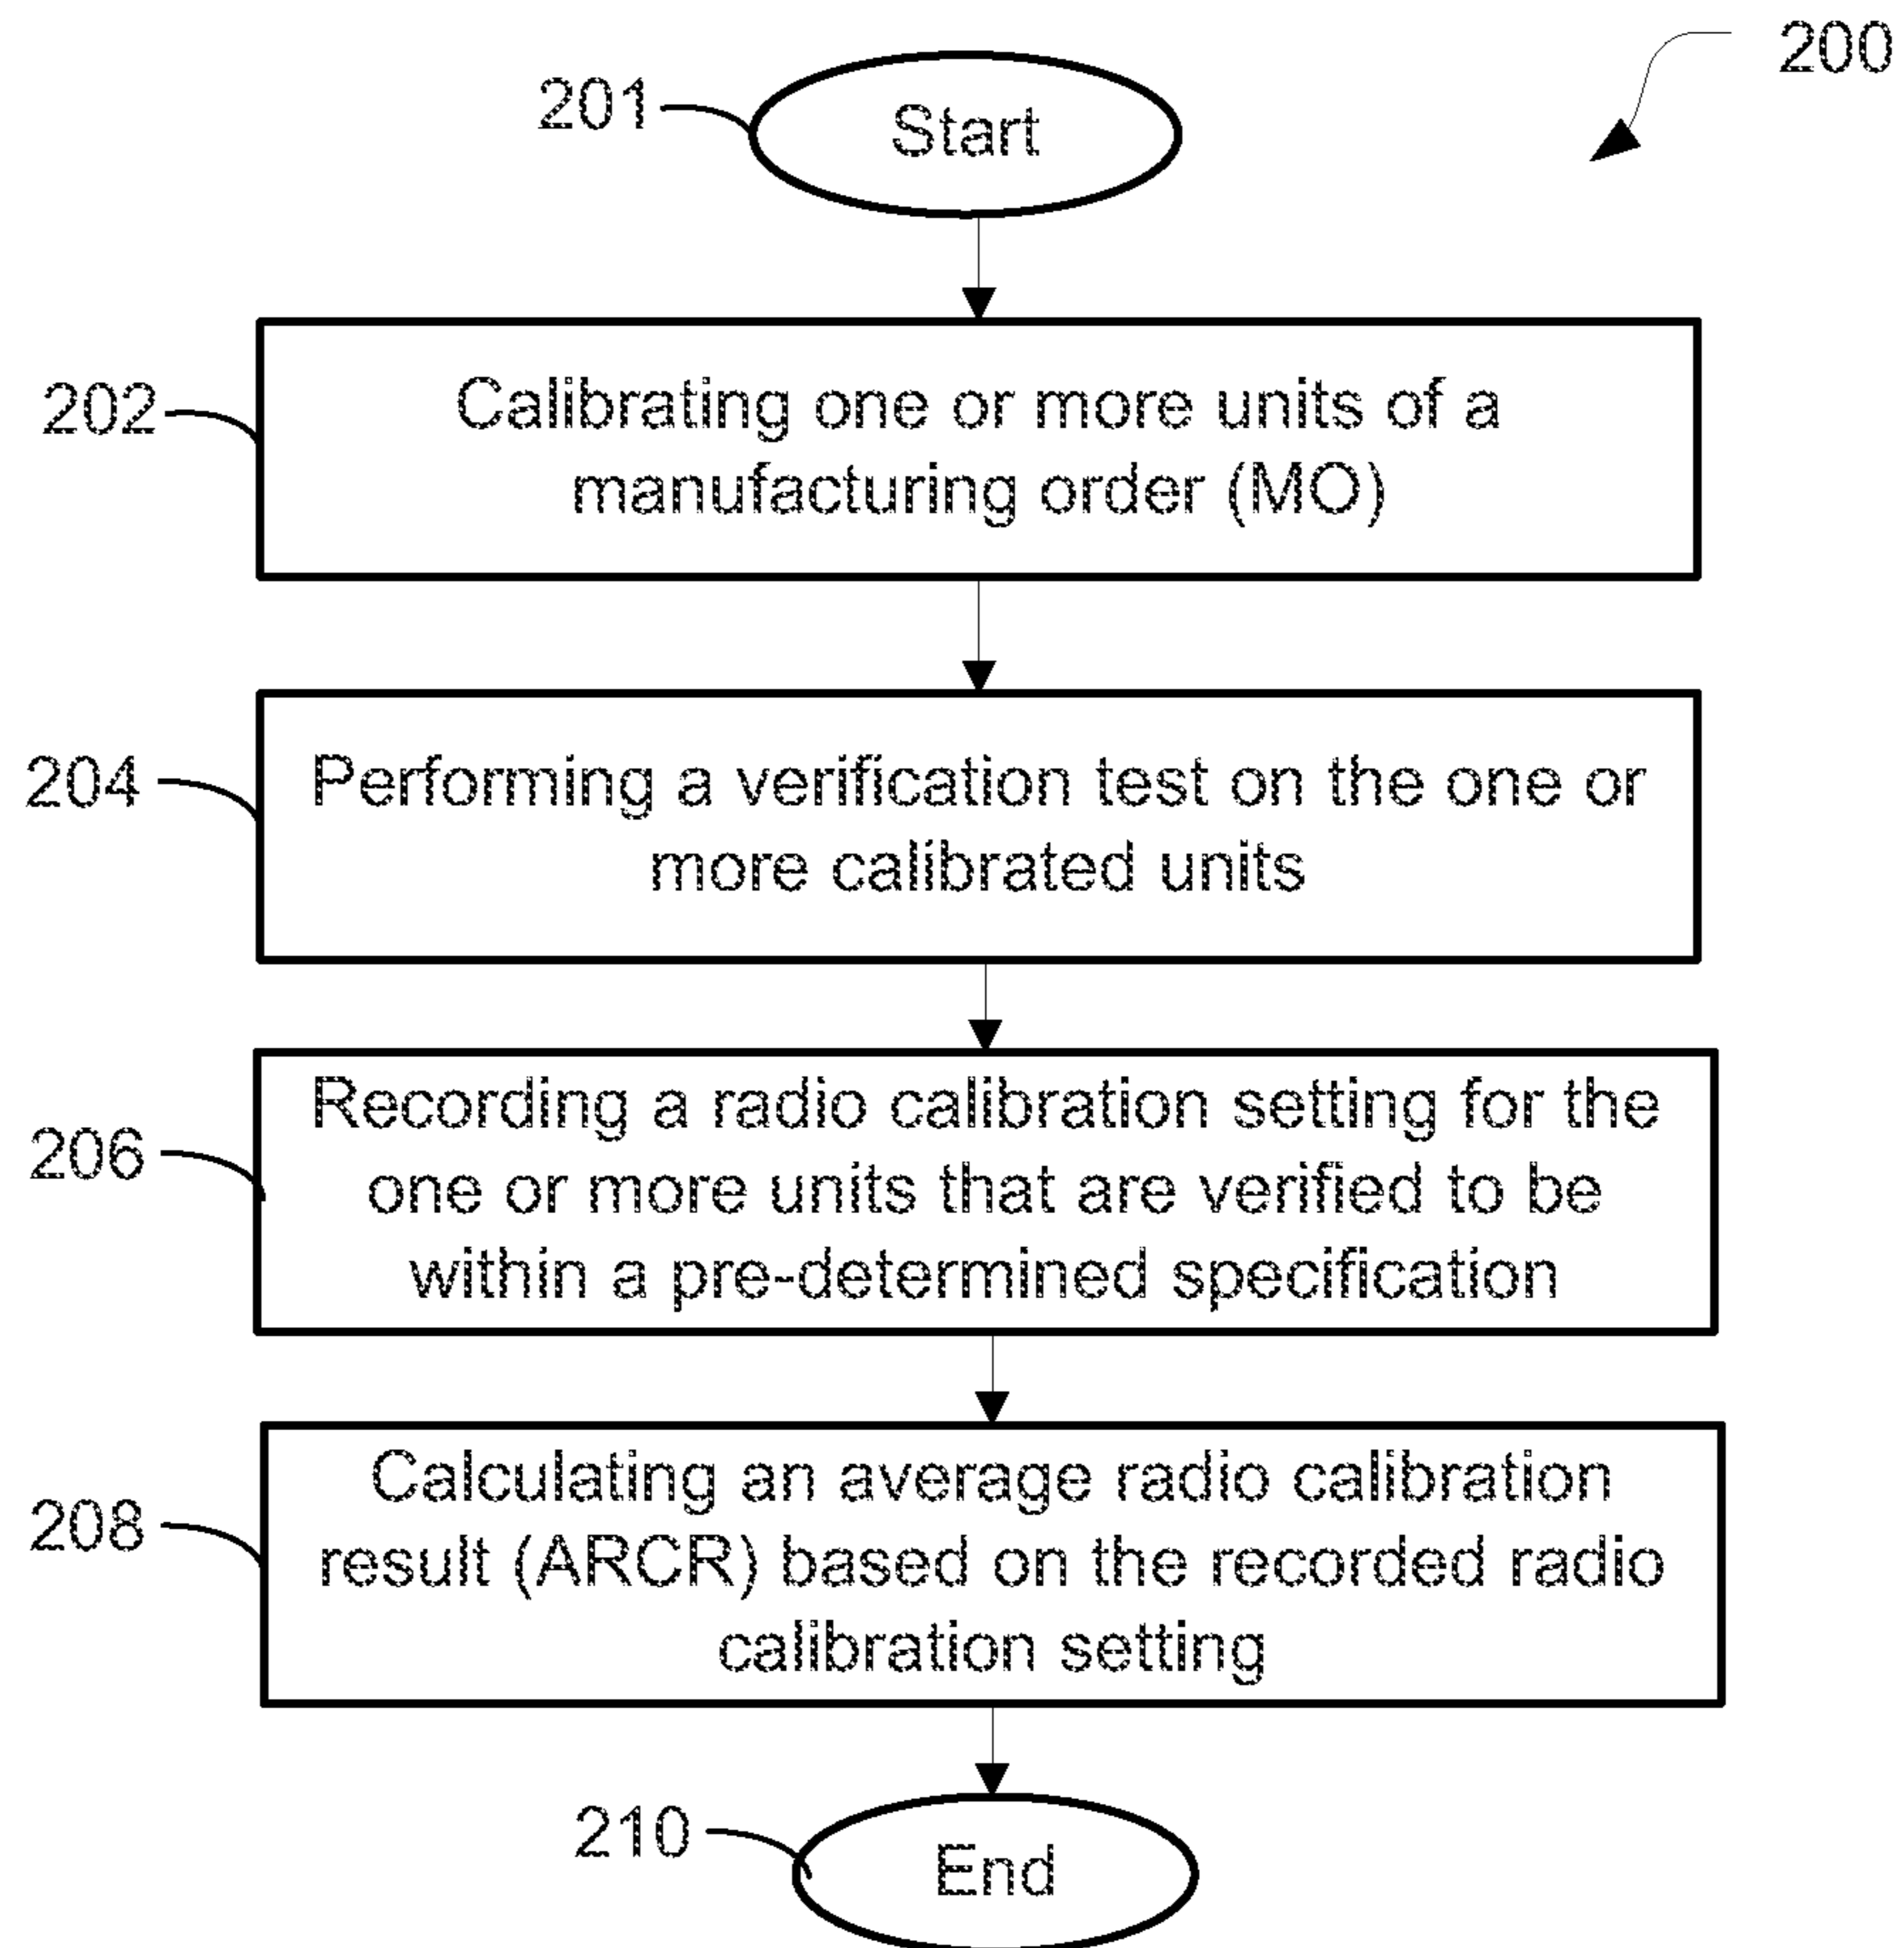 200
201
Start
202
Calibrating one or more units of a
manufacturing order (MO)
204
Performing a verification test on the one or
more calibrated units
206
Recording a radio calibration setting for the
one or more units that are verified to be
within a pre-determined specification
208
Calculating an average radio calibration
result (ARCR) based on the recorded radio
calibration setting
210
End